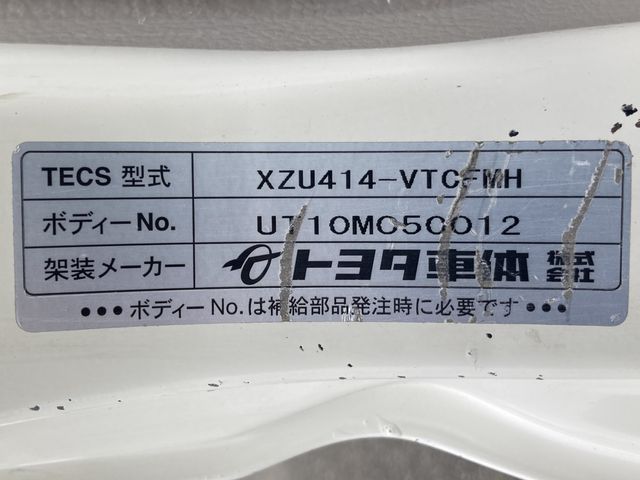 TECS 型式 XZU414-VTCFMH
ボディーNo. UT10M050012
架装メーカー トヨタ車体 株式会社
●●●ボディーNo.は補給部品発注時に必要です●●●